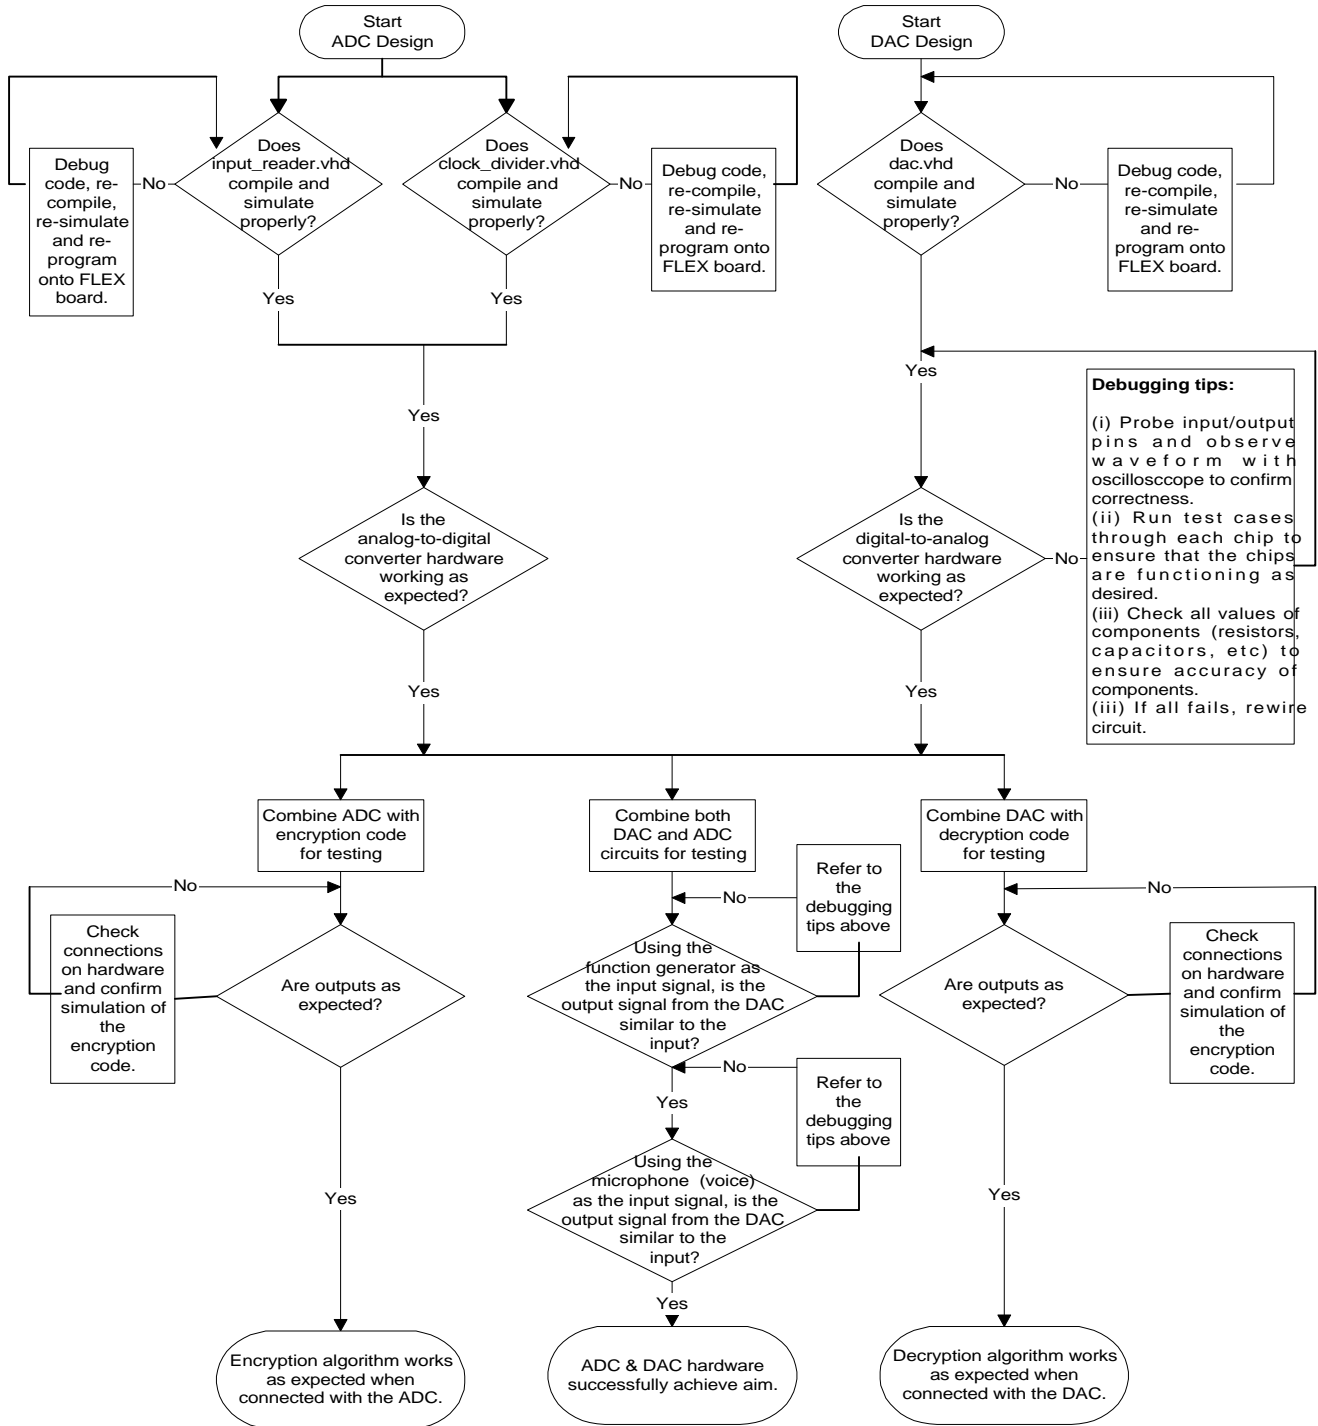 Start
ADC Design
Start
DAC Design
Does
input_reader.vhd
compile and
simulate
properly?
Does
clock_divider.vhd
compile and
simulate
properly?
Does
dac.vhd
compile and
simulate
properly?
Debug
code, re-
compile,
re-simulate
and re-
program
onto FLEX
board.
No
No
Debug code,
re-compile,
re-simulate
and re-
program onto
FLEX board.
No
Debug code,
re-compile,
re-simulate
and re-
program onto
FLEX board.
Yes
Yes
Yes
Yes
Debugging tips:
(i) Probe input/output
pins and observe
waveform with
oscillosccope to confirm
correctness.
(ii) Run test cases
through each chip to
ensure that the chips
are functioning as
desired.
(iii) Check all values of
components (resistors,
capacitors, etc) to
ensure accuracy of
components.
(iii) If all fails, rewire
circuit.
Is the
analog-to-digital
converter hardware
working as
expected?
Is the
digital-to-analog
converter hardware
working as
expected?
No
Yes
Yes
Combine ADC with
encryption code
for testing
Combine both
DAC and ADC
circuits for testing
Combine DAC with
decryption code
for testing
No
No
Refer to
the
debugging
tips above
No
Check
connections
on hardware
and confirm
simulation of
the
encryption
code.
Are outputs as
expected?
Using the
function generator as
the input signal, is the
output signal from the DAC
similar to the
input?
Are outputs as
expected?
Check
connections
on hardware
and confirm
simulation of
the
encryption
code.
No
Refer to
the
debugging
tips above
Yes
Using the
microphone (voice)
as the input signal, is the
output signal from the DAC
similar to the
input?
Yes
Yes
Yes
Encryption algorithm works
as expected when
connected with the ADC.
ADC & DAC hardware
successfully achieve aim.
Decryption algorithm works
as expected when
connected with the DAC.